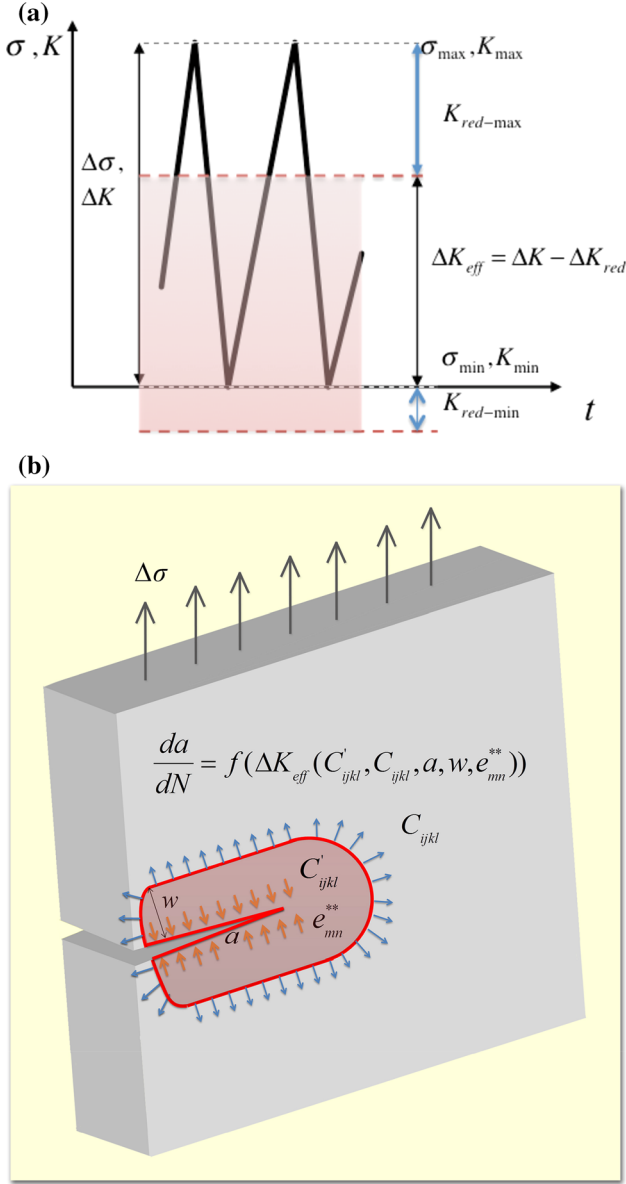 (a)
σ , K
σmax , Kmax
Kred−max
Δσ ,
ΔK
ΔKeff = ΔK − ΔKred
σmin , Kmin
Kred−min
t
(b)
Δσ
da/dN = f(ΔKeff(C'ijkl , Cijkl , a, w, e**mn))
Cijkl
C'ijkl
w
e**mn
a